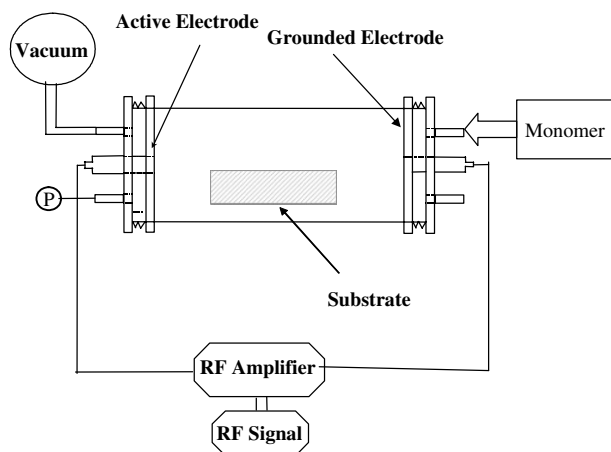 Active Electrode
Grounded Electrode
Vacuum
Monomer
P
Substrate
RF Amplifier
RF Signal